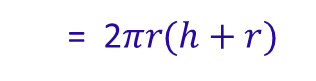 = 2πr(h + r)